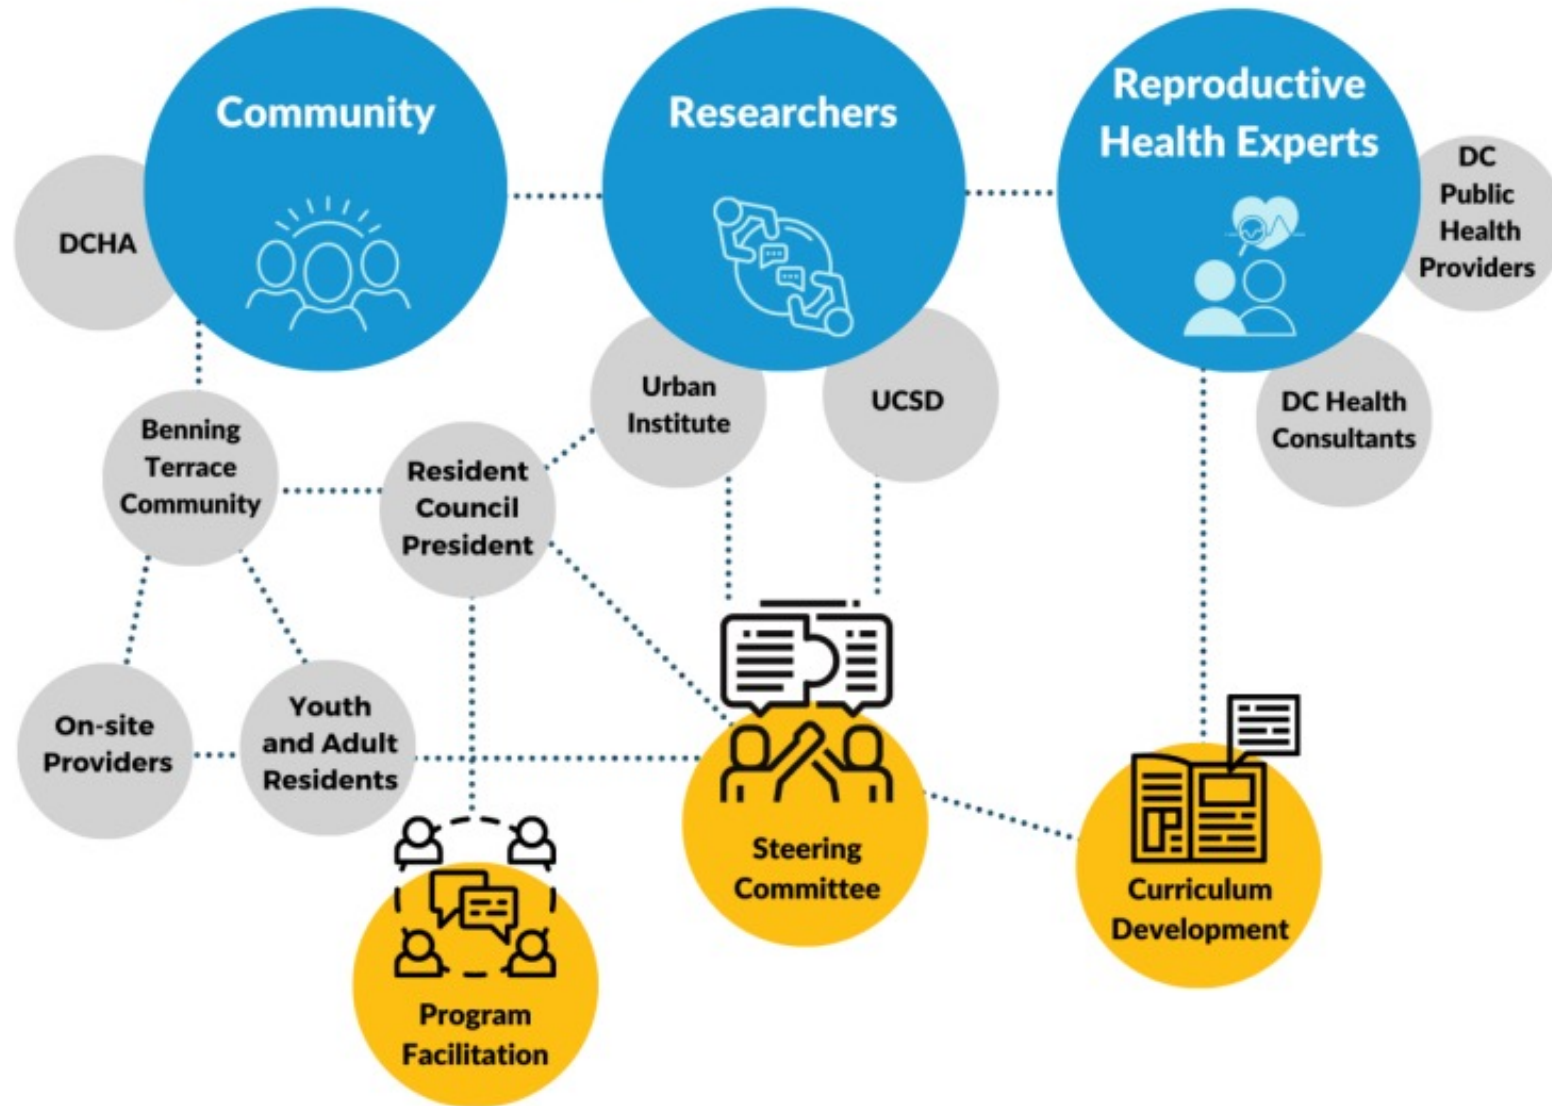 Community
Researchers
Reproductive
Health Experts
DCHA
DC
Public
Health
Providers
Urban
Institute
UCSD
DC Health
Consultants
Benning
Terrace
Community
Resident
Council
President
On-site
Providers
Youth
and Adult
Residents
Steering
Committee
Curriculum
Development
Program
Facilitation